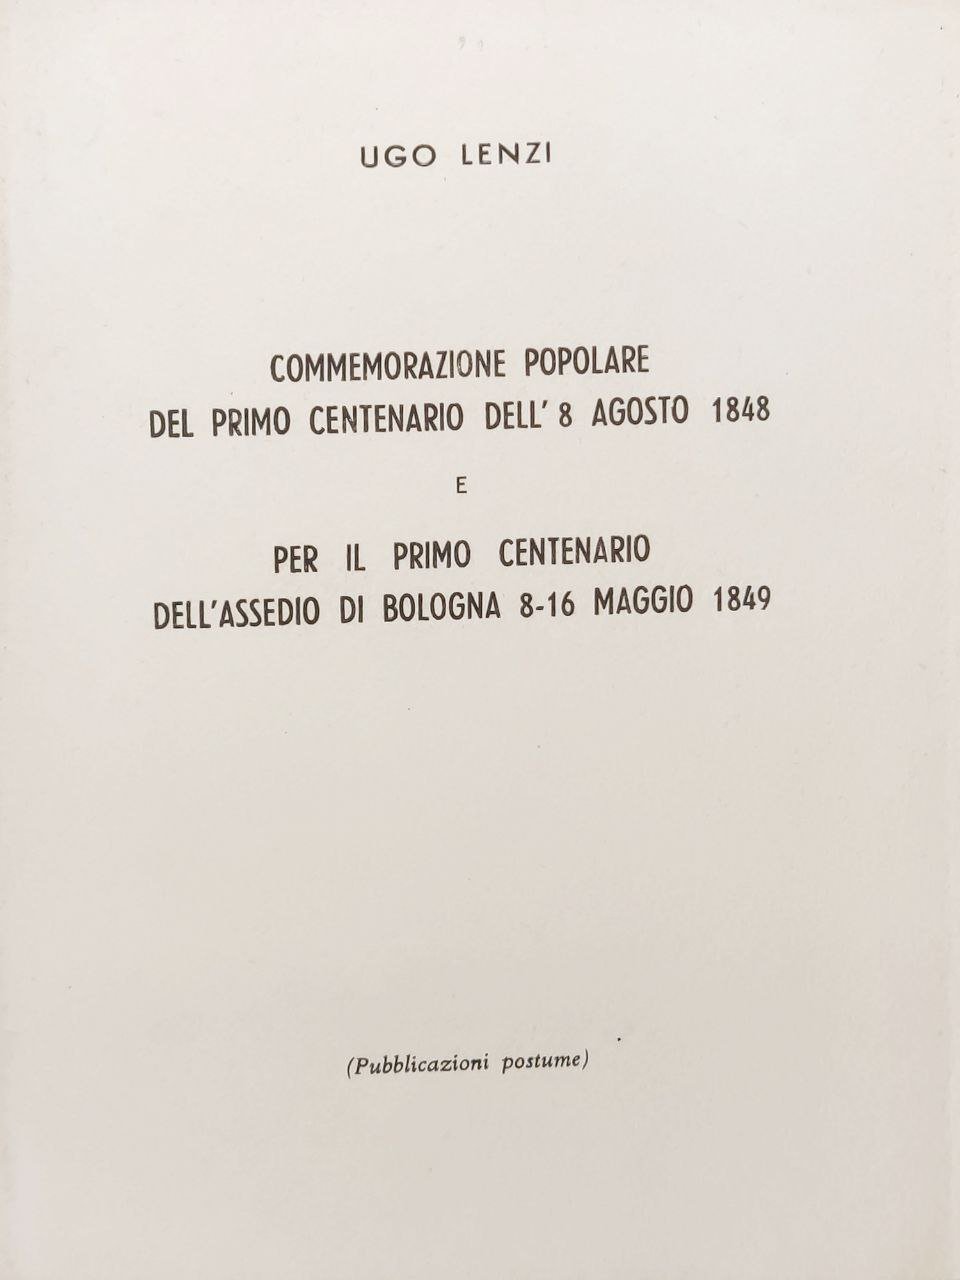 UGO LENZI
COMMEMORAZIONE POPOLARE
DEL PRIMO CENTENARIO DELL' 8 AGOSTO 1848
E
PER IL PRIMO CENTENARIO
DELL'ASSEDIO DI BOLOGNA 8-16 MAGGIO 1849
(Pubblicazioni postume)